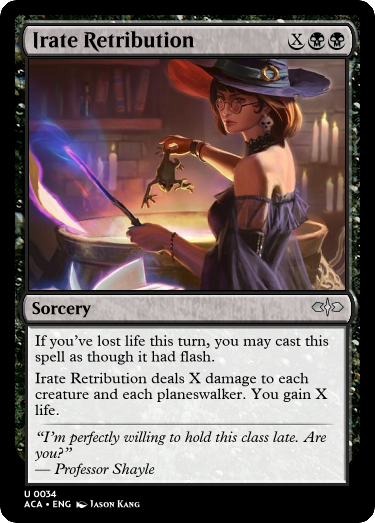 Irate Retribution X
Sorcery
If you've lost life this turn, you may cast this
spell as though it had flash.
Irate Retribution deals X damage to each
creature and each planeswalker. You gain X
life.
“I'm perfectly willing to hold this class late. Are
you?”
— Professor Shayle
U 0034
ACA • ENG Jason Kang